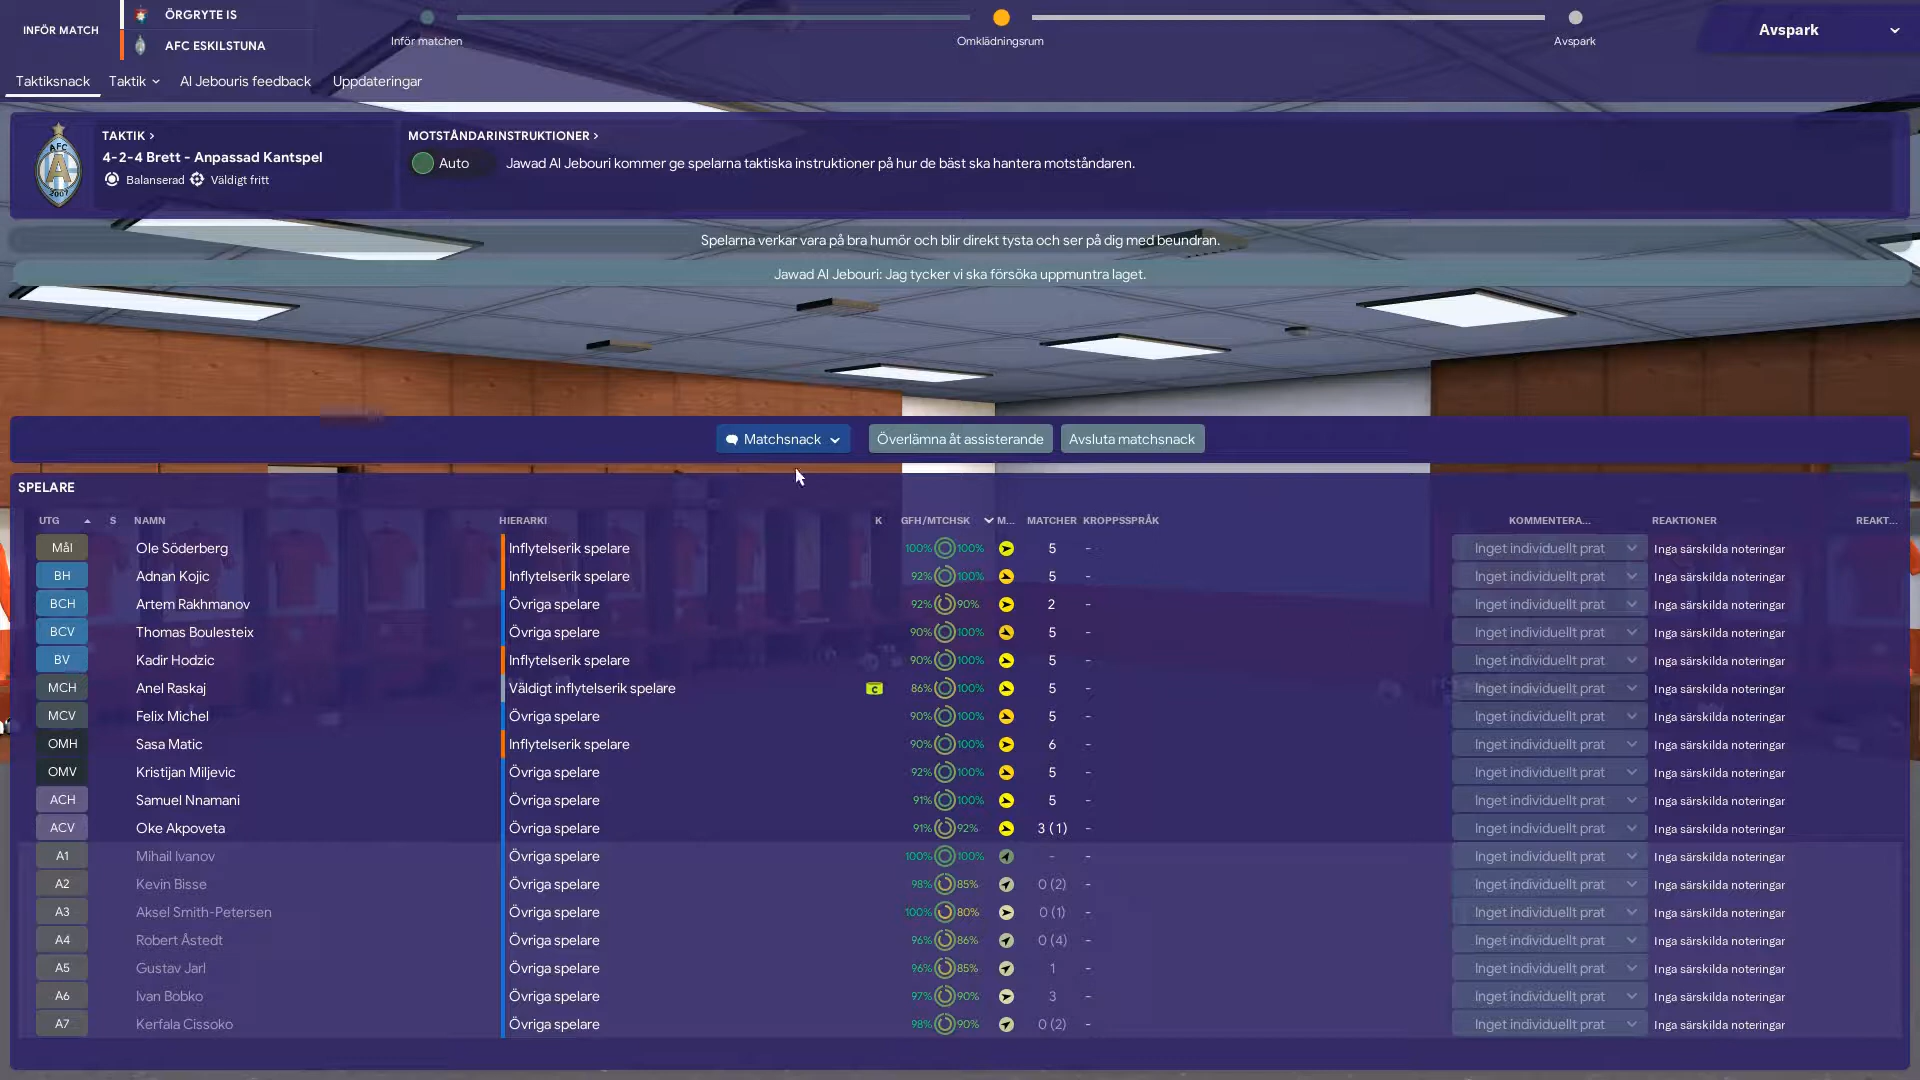 INFÖR MATCH
ÖRGRYTE IS
AFC ESKILSTUNA
Inför matchen
Omklädningsrum
Avspark
Avspark
Taktiksnack Taktik Al Jebouris feedback Uppdateringar
AFC
A
2007
TAKTIK >
4-2-4 Brett - Anpassad Kantspel
Balanserad Väldigt fritt
MOTSTÅNDARINSTRUKTIONER >
Auto Jawad Al Jebouri kommer ge spelarna taktiska instruktioner på hur de bäst ska hantera motståndaren.
Spelarna verkar vara på bra humör och blir direkt tysta och ser på dig med beundran.
Jawad Al Jebouri: Jag tycker vi ska försöka uppmuntra laget.
Matchsnack Överlämna åt assisterande Avsluta matchsnack
SPELARE
UTG S NAMN HIERARKI K GFH/MTCHSK M... MATCHER KROPPSSPRÅK KOMMENTERA... REAKTIONER REAKT...
Mål Ole Söderberg Inflytelserik spelare 100% 100% 5 - Inget individuellt prat Inga särskilda noteringar
BH Adnan Kojic Inflytelserik spelare 92% 100% 5 - Inget individuellt prat Inga särskilda noteringar
BCH Artem Rakhmanov Övriga spelare 92% 90% 2 - Inget individuellt prat Inga särskilda noteringar
BCV Thomas Boulesteix Övriga spelare 90% 100% 5 - Inget individuellt prat Inga särskilda noteringar
BV Kadir Hodzic Inflytelserik spelare 90% 100% 5 - Inget individuellt prat Inga särskilda noteringar
MCH Anel Raskaj Väldigt inflytelserik spelare C 86% 100% 5 - Inget individuellt prat Inga särskilda noteringar
MCV Felix Michel Övriga spelare 90% 100% 5 - Inget individuellt prat Inga särskilda noteringar
OMH Sasa Matic Inflytelserik spelare 90% 100% 6 - Inget individuellt prat Inga särskilda noteringar
OMV Kristijan Miljevic Övriga spelare 92% 100% 5 - Inget individuellt prat Inga särskilda noteringar
ACH Samuel Nnamani Övriga spelare 91% 100% 5 - Inget individuellt prat Inga särskilda noteringar
ACV Oke Akpoveta Övriga spelare 91% 92% 3 (1) - Inget individuellt prat Inga särskilda noteringar
A1 Mihail Ivanov Övriga spelare 100% 100% - - Inget individuellt prat Inga särskilda noteringar
A2 Kevin Bisse Övriga spelare 98% 85% 0 (2) - Inget individuellt prat Inga särskilda noteringar
A3 Aksel Smith-Petersen Övriga spelare 100% 80% 0 (1) - Inget individuellt prat Inga särskilda noteringar
A4 Robert Åstedt Övriga spelare 96% 86% 0 (4) - Inget individuellt prat Inga särskilda noteringar
A5 Gustav Jarl Övriga spelare 96% 85% 1 - Inget individuellt prat Inga särskilda noteringar
A6 Ivan Bobko Övriga spelare 97% 90% 3 - Inget individuellt prat Inga särskilda noteringar
A7 Kerfala Cissoko Övriga spelare 98% 90% 0 (2) - Inget individuellt prat Inga särskilda noteringar